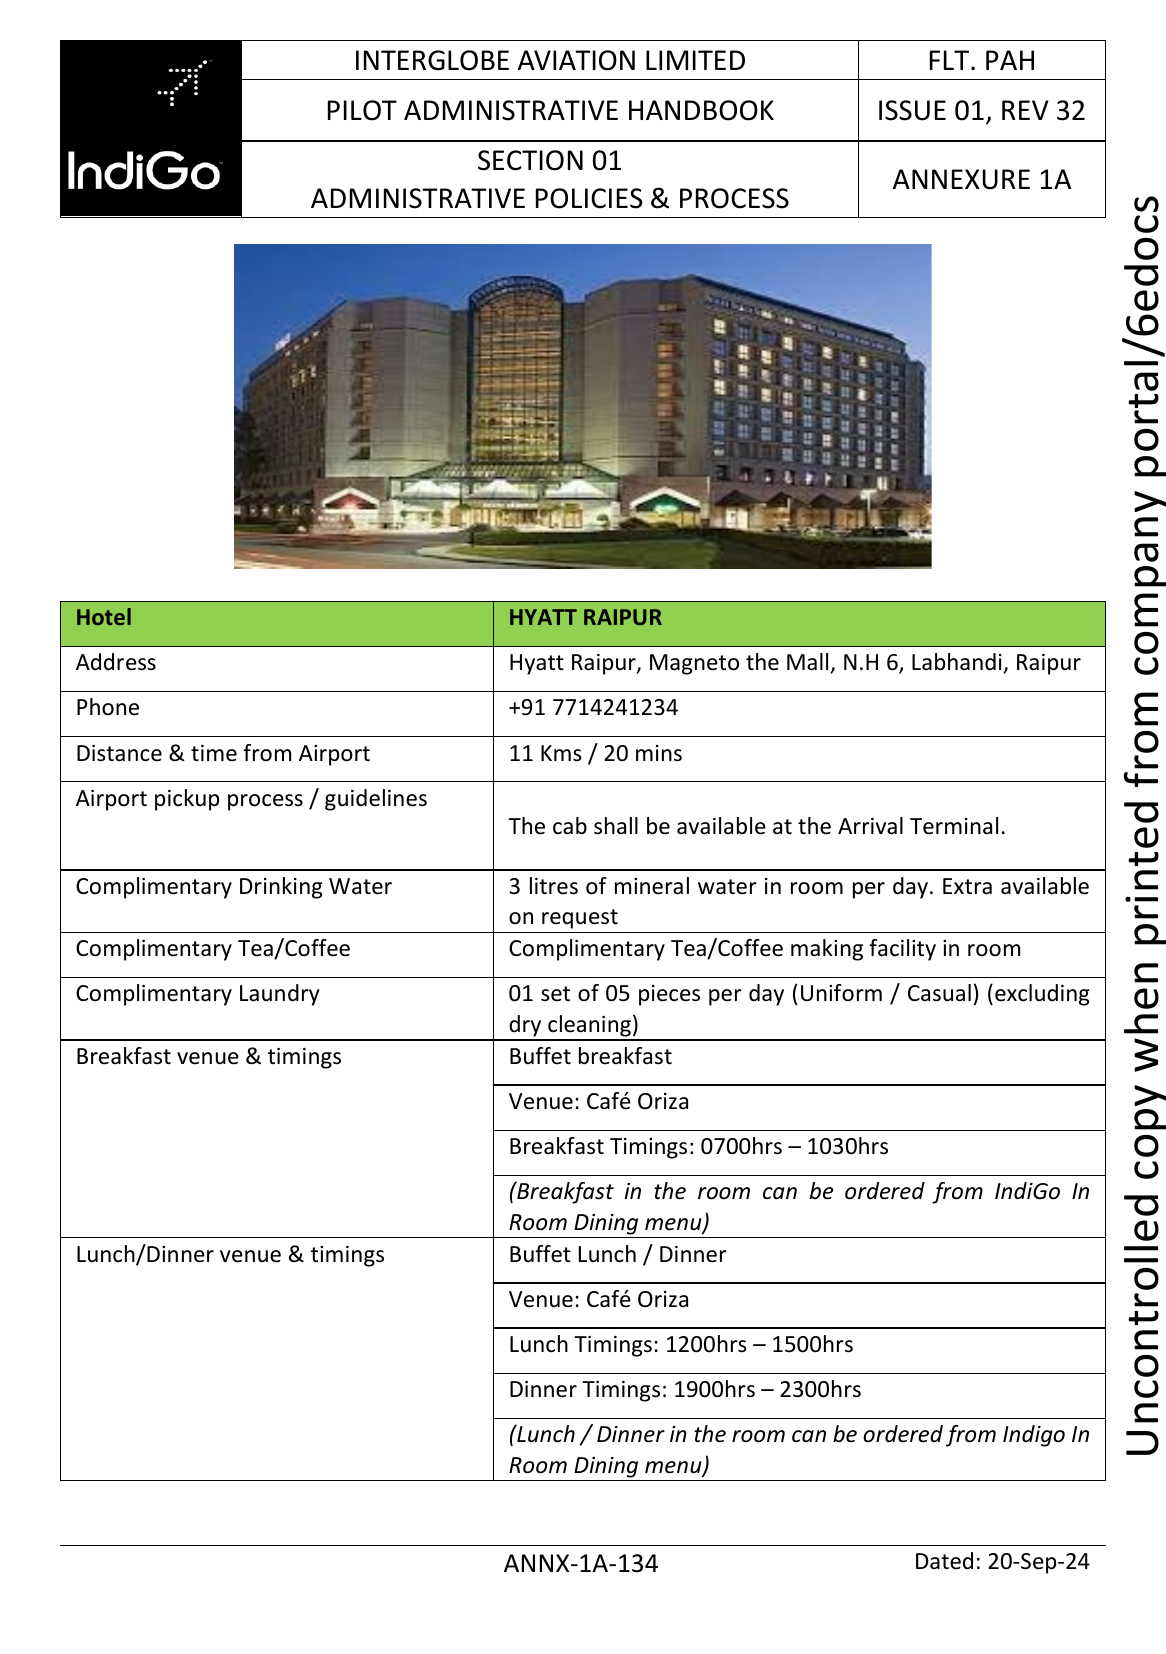 IndiGo
INTERGLOBE AVIATION LIMITED
FLT. PAH
PILOT ADMINISTRATIVE HANDBOOK
ISSUE 01, REV 32
SECTION 01
ADMINISTRATIVE POLICIES & PROCESS
ANNEXURE 1A
Hotel
HYATT RAIPUR
Address
Hyatt Raipur, Magneto the Mall, N.H 6, Labhandi, Raipur
Phone
+91 7714241234
Distance & time from Airport
11 Kms / 20 mins
Airport pickup process / guidelines
The cab shall be available at the Arrival Terminal.
Complimentary Drinking Water
3 litres of mineral water in room per day. Extra available
on request
Complimentary Tea/Coffee
Complimentary Tea/Coffee making facility in room
Complimentary Laundry
01 set of 05 pieces per day (Uniform / Casual) (excluding
dry cleaning)
Breakfast venue & timings
Buffet breakfast
Venue: Café Oriza
Breakfast Timings: 0700hrs – 1030hrs
(Breakfast in the room can be ordered from IndiGo In
Room Dining menu)
Lunch/Dinner venue & timings
Buffet Lunch / Dinner
Venue: Café Oriza
Lunch Timings: 1200hrs – 1500hrs
Dinner Timings: 1900hrs – 2300hrs
(Lunch / Dinner in the room can be ordered from Indigo In
Room Dining menu)
ANNX-1A-134
Dated: 20-Sep-24
Uncontrolled copy when printed from company portal/6edocs